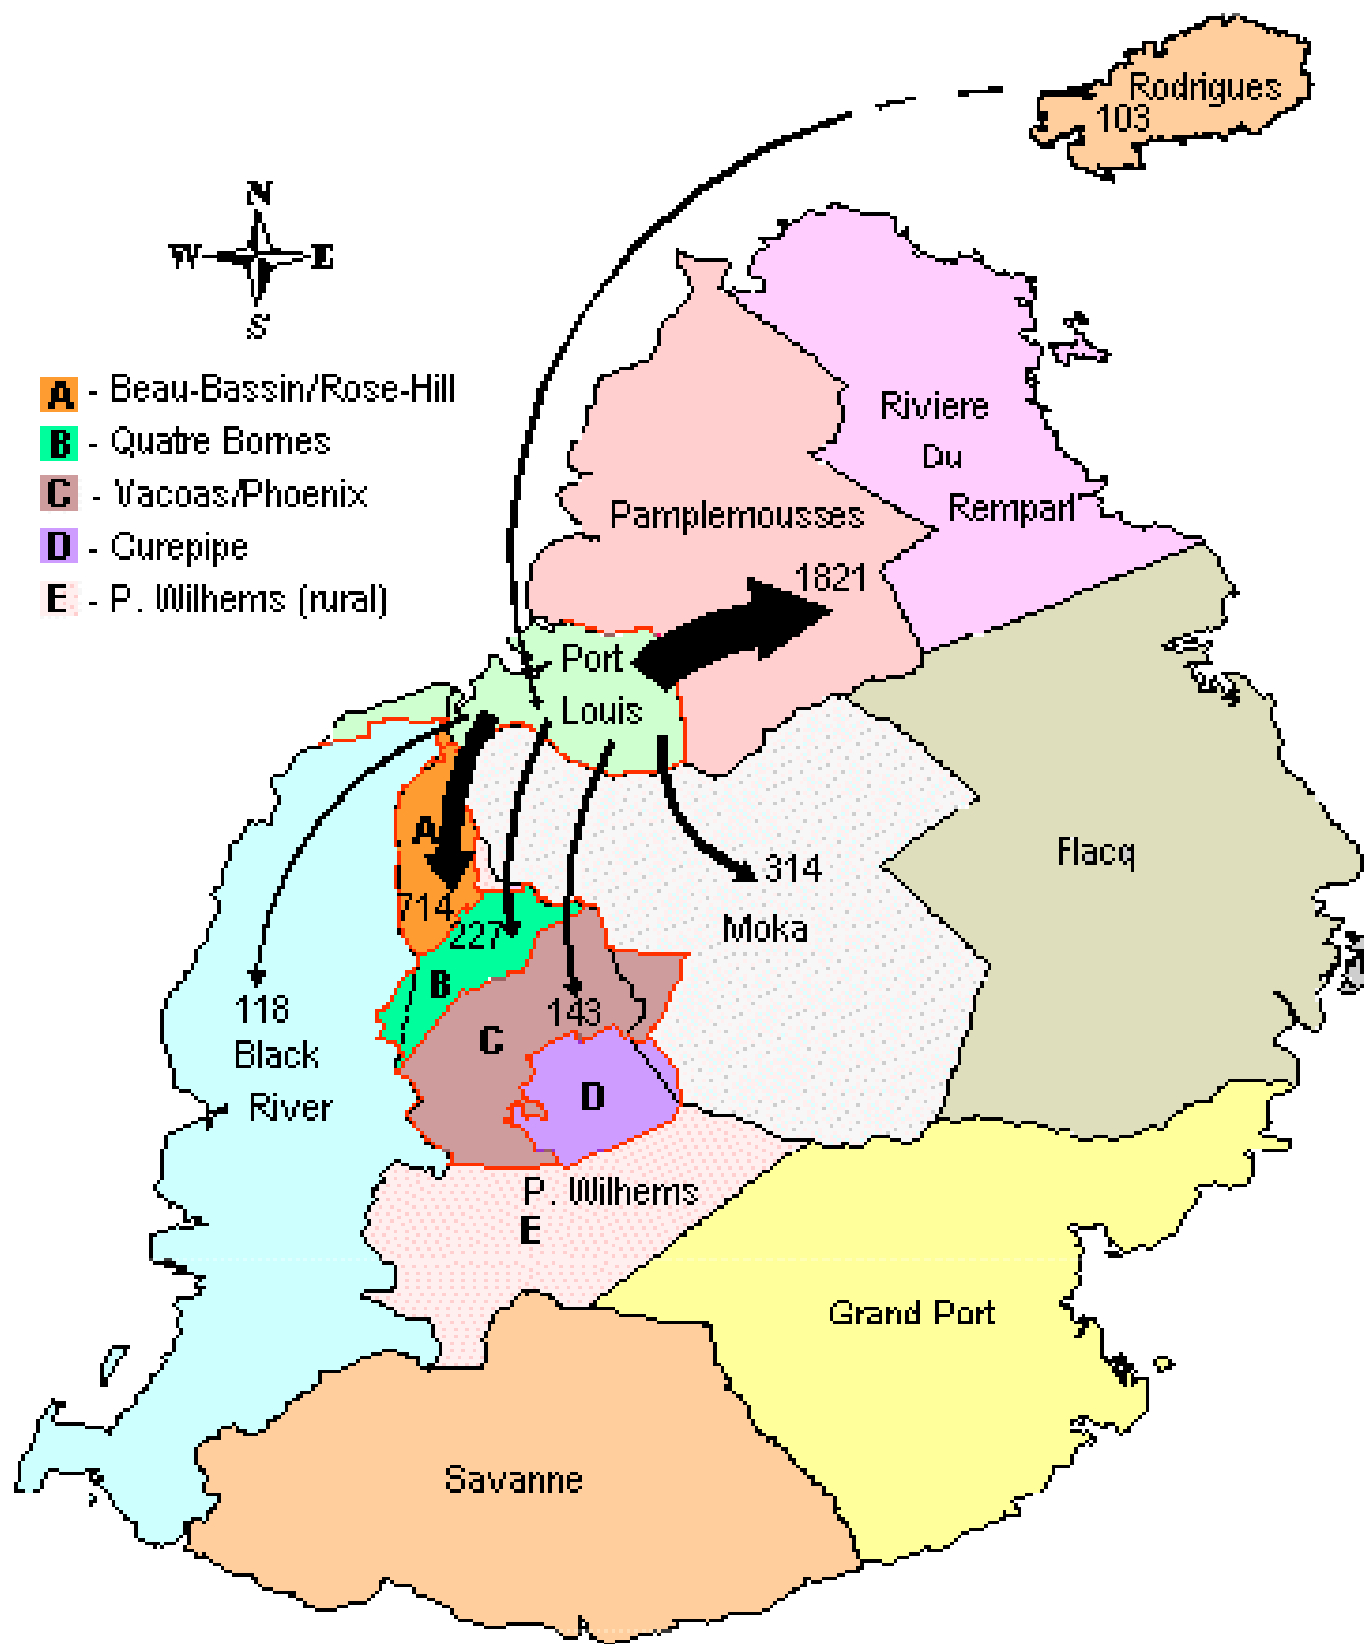 Rodrigues
103
N
W E
S
A - Beau-Bassin/Rose-Hill
B - Quatre Bornes
C - Vacoas/Phoenix
D - Curepipe
E - P. Wilhems (rural)
Riviere
Du
Rempart
Pamplemousses
1821
Port
Louis
A
314
Flacq
714
227
Moka
B
118
143
C
Black
River
D
P. Wilhems
E
Grand Port
Savanne